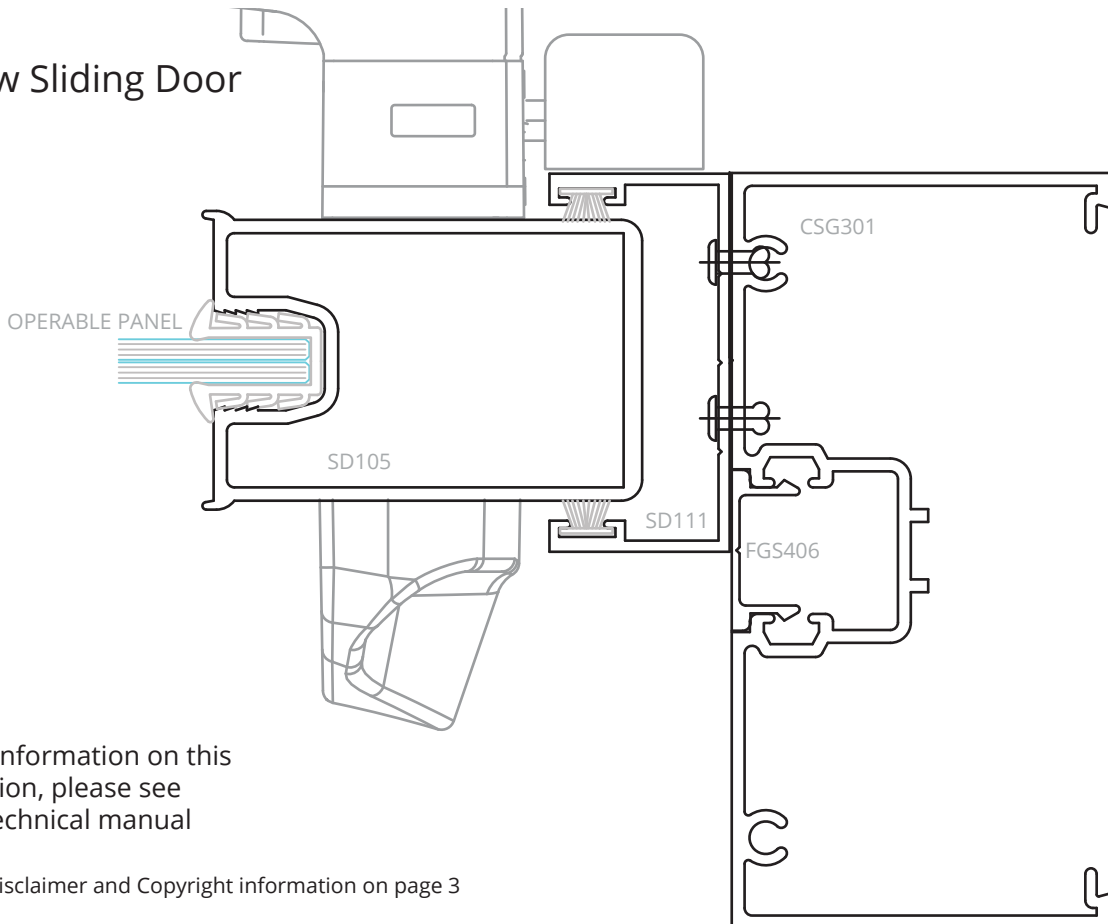 w Sliding Door
CSG301
OPERABLE PANEL
SD105
SD111
FGS406
nformation on this
ion, please see
echnical manual
isclaimer and Copyright information on page 3